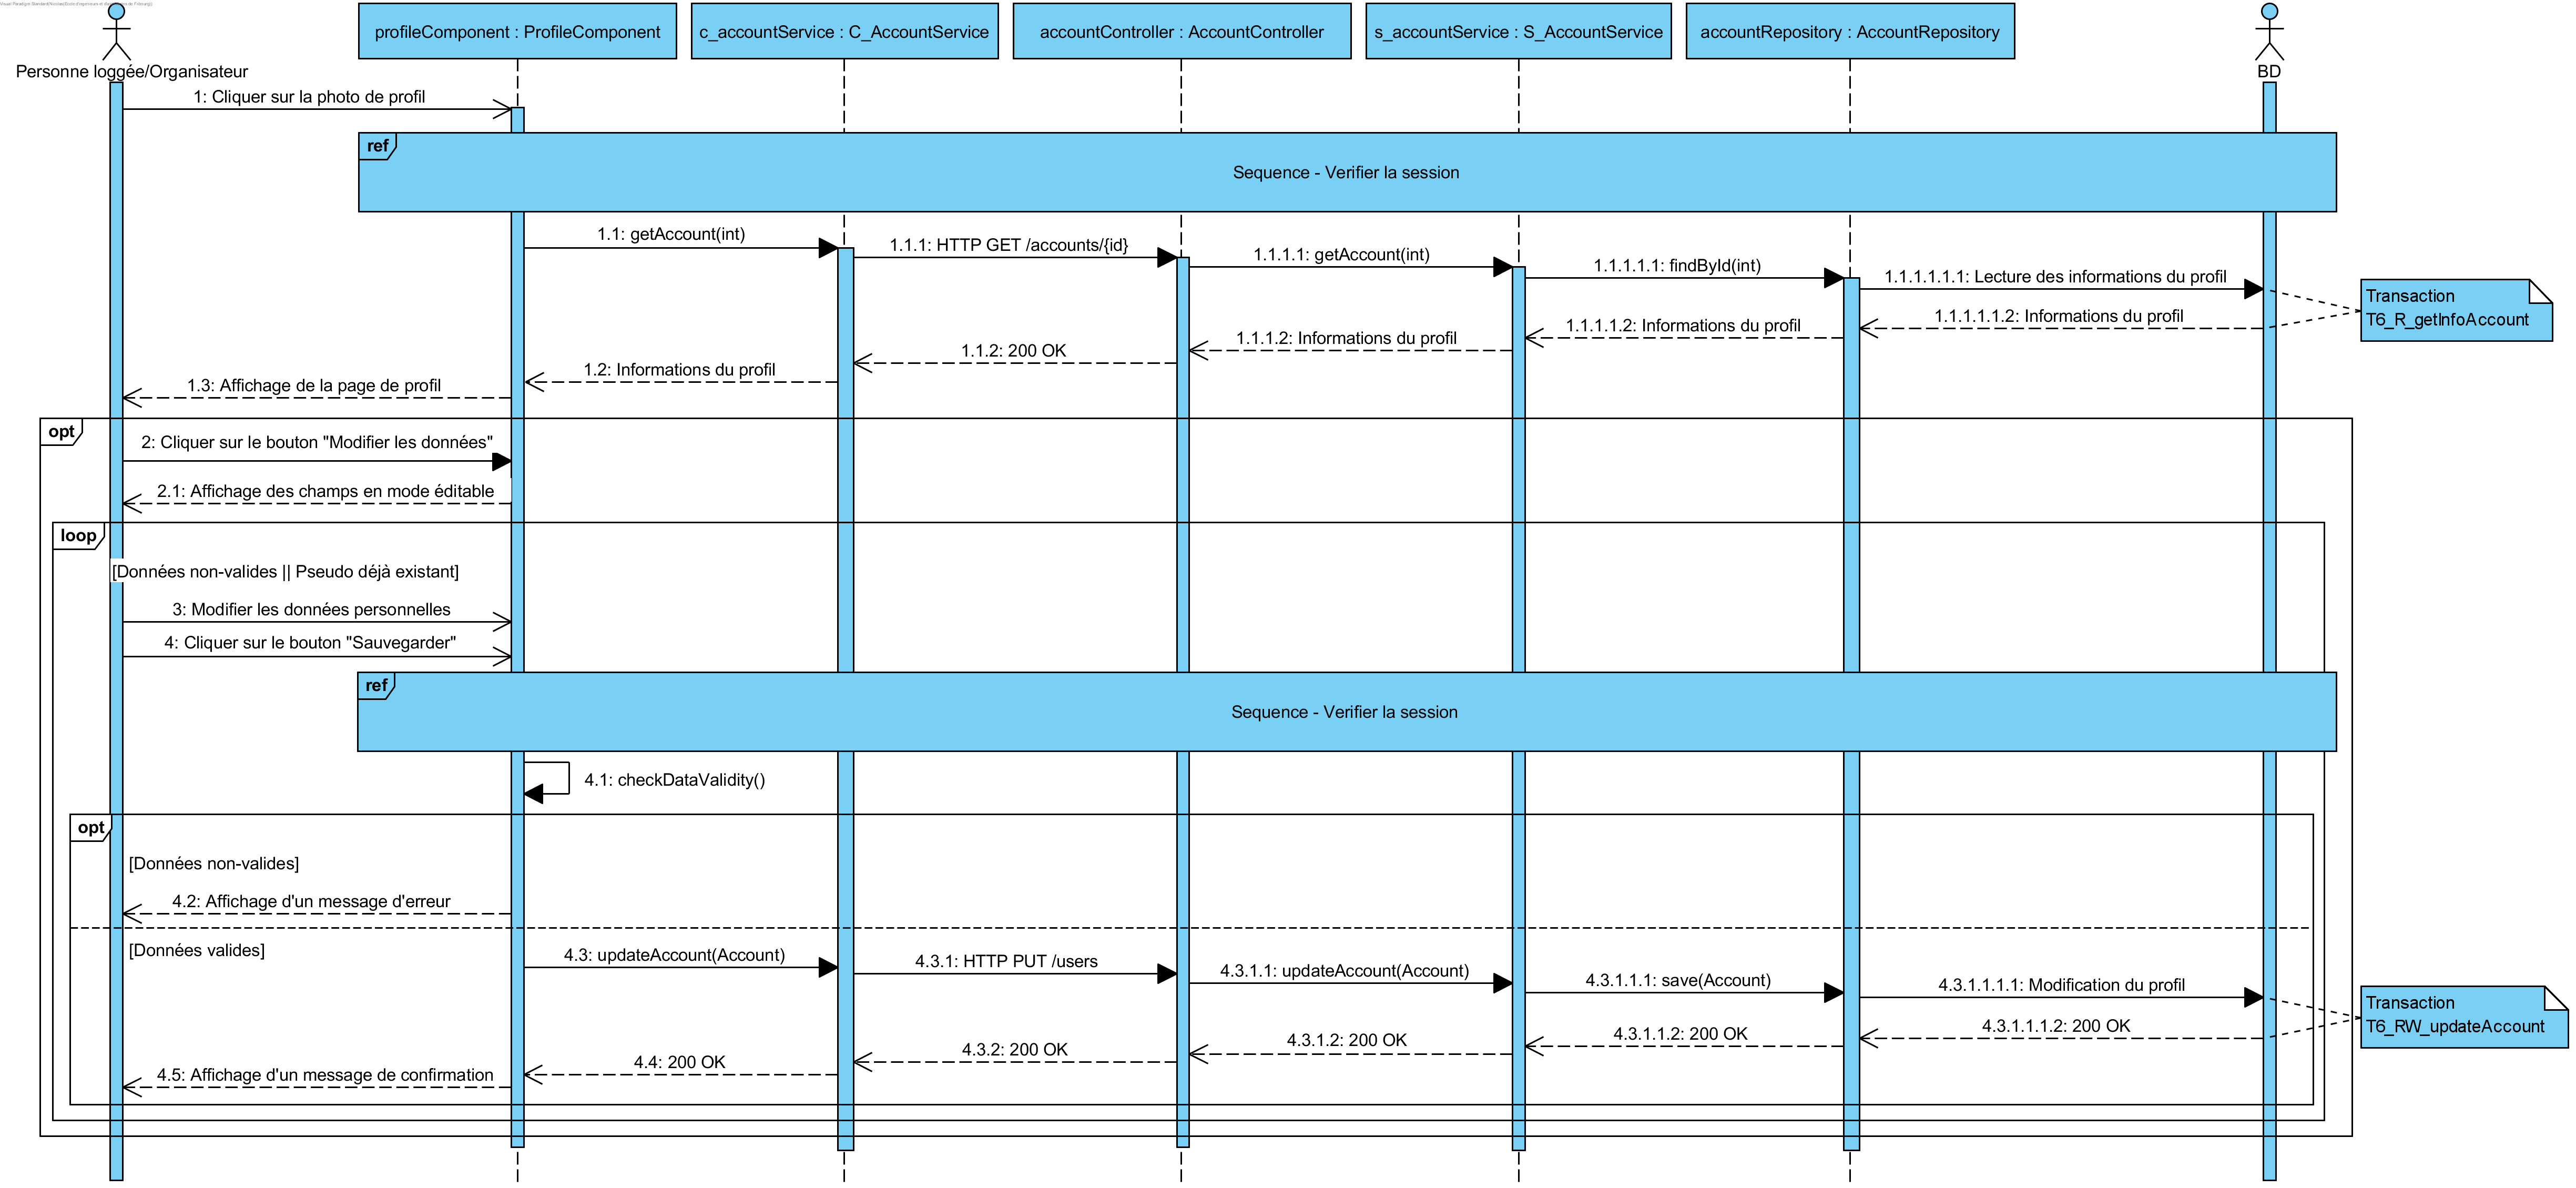 Personne loggée/Organisateur
profileComponent : ProfileComponent
c_accountService : C_AccountService
accountController : AccountController
s_accountService : S_AccountService
accountRepository : AccountRepository
BD
1: Cliquer sur la photo de profil
ref
Sequence - Verifier la session
1.1: getAccount(int)
1.1.1: HTTP GET /accounts/{id}
1.1.1.1: getAccount(int)
1.1.1.1.1: findById(int)
1.1.1.1.1.1: Lecture des informations du profil
Transaction
T6_R_getInfoAccount
1.1.1.1.1.2: Informations du profil
1.1.1.1.2: Informations du profil
1.1.1.2: Informations du profil
1.1.2: 200 OK
1.2: Informations du profil
1.3: Affichage de la page de profil
opt
2: Cliquer sur le bouton "Modifier les données"
2.1: Affichage des champs en mode éditable
loop
[Données non-valides || Pseudo déjà existant]
3: Modifier les données personnelles
4: Cliquer sur le bouton "Sauvegarder"
ref
Sequence - Verifier la session
4.1: checkDataValidity()
opt
[Données non-valides]
4.2: Affichage d'un message d'erreur
[Données valides]
4.3: updateAccount(Account)
4.3.1: HTTP PUT /users
4.3.1.1: updateAccount(Account)
4.3.1.1.1: save(Account)
4.3.1.1.1.1: Modification du profil
Transaction
T6_RW_updateAccount
4.3.1.1.1.2: 200 OK
4.3.1.1.2: 200 OK
4.3.1.2: 200 OK
4.3.2: 200 OK
4.4: 200 OK
4.5: Affichage d'un message de confirmation